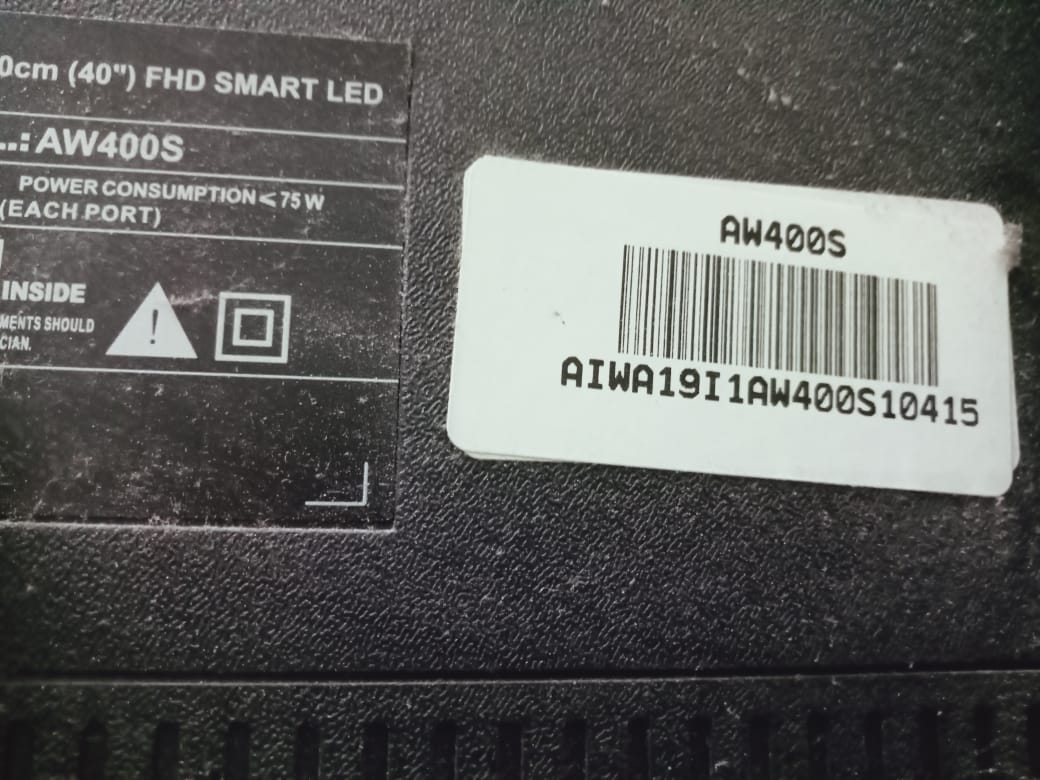 0cm (40") FHD SMART LED
..: AW400S
POWER CONSUMPTION ≤ 75 W
(EACH PORT)
INSIDE
MENTS SHOULD
CIAN.
AW400S
AIWA19I1AW400S10415